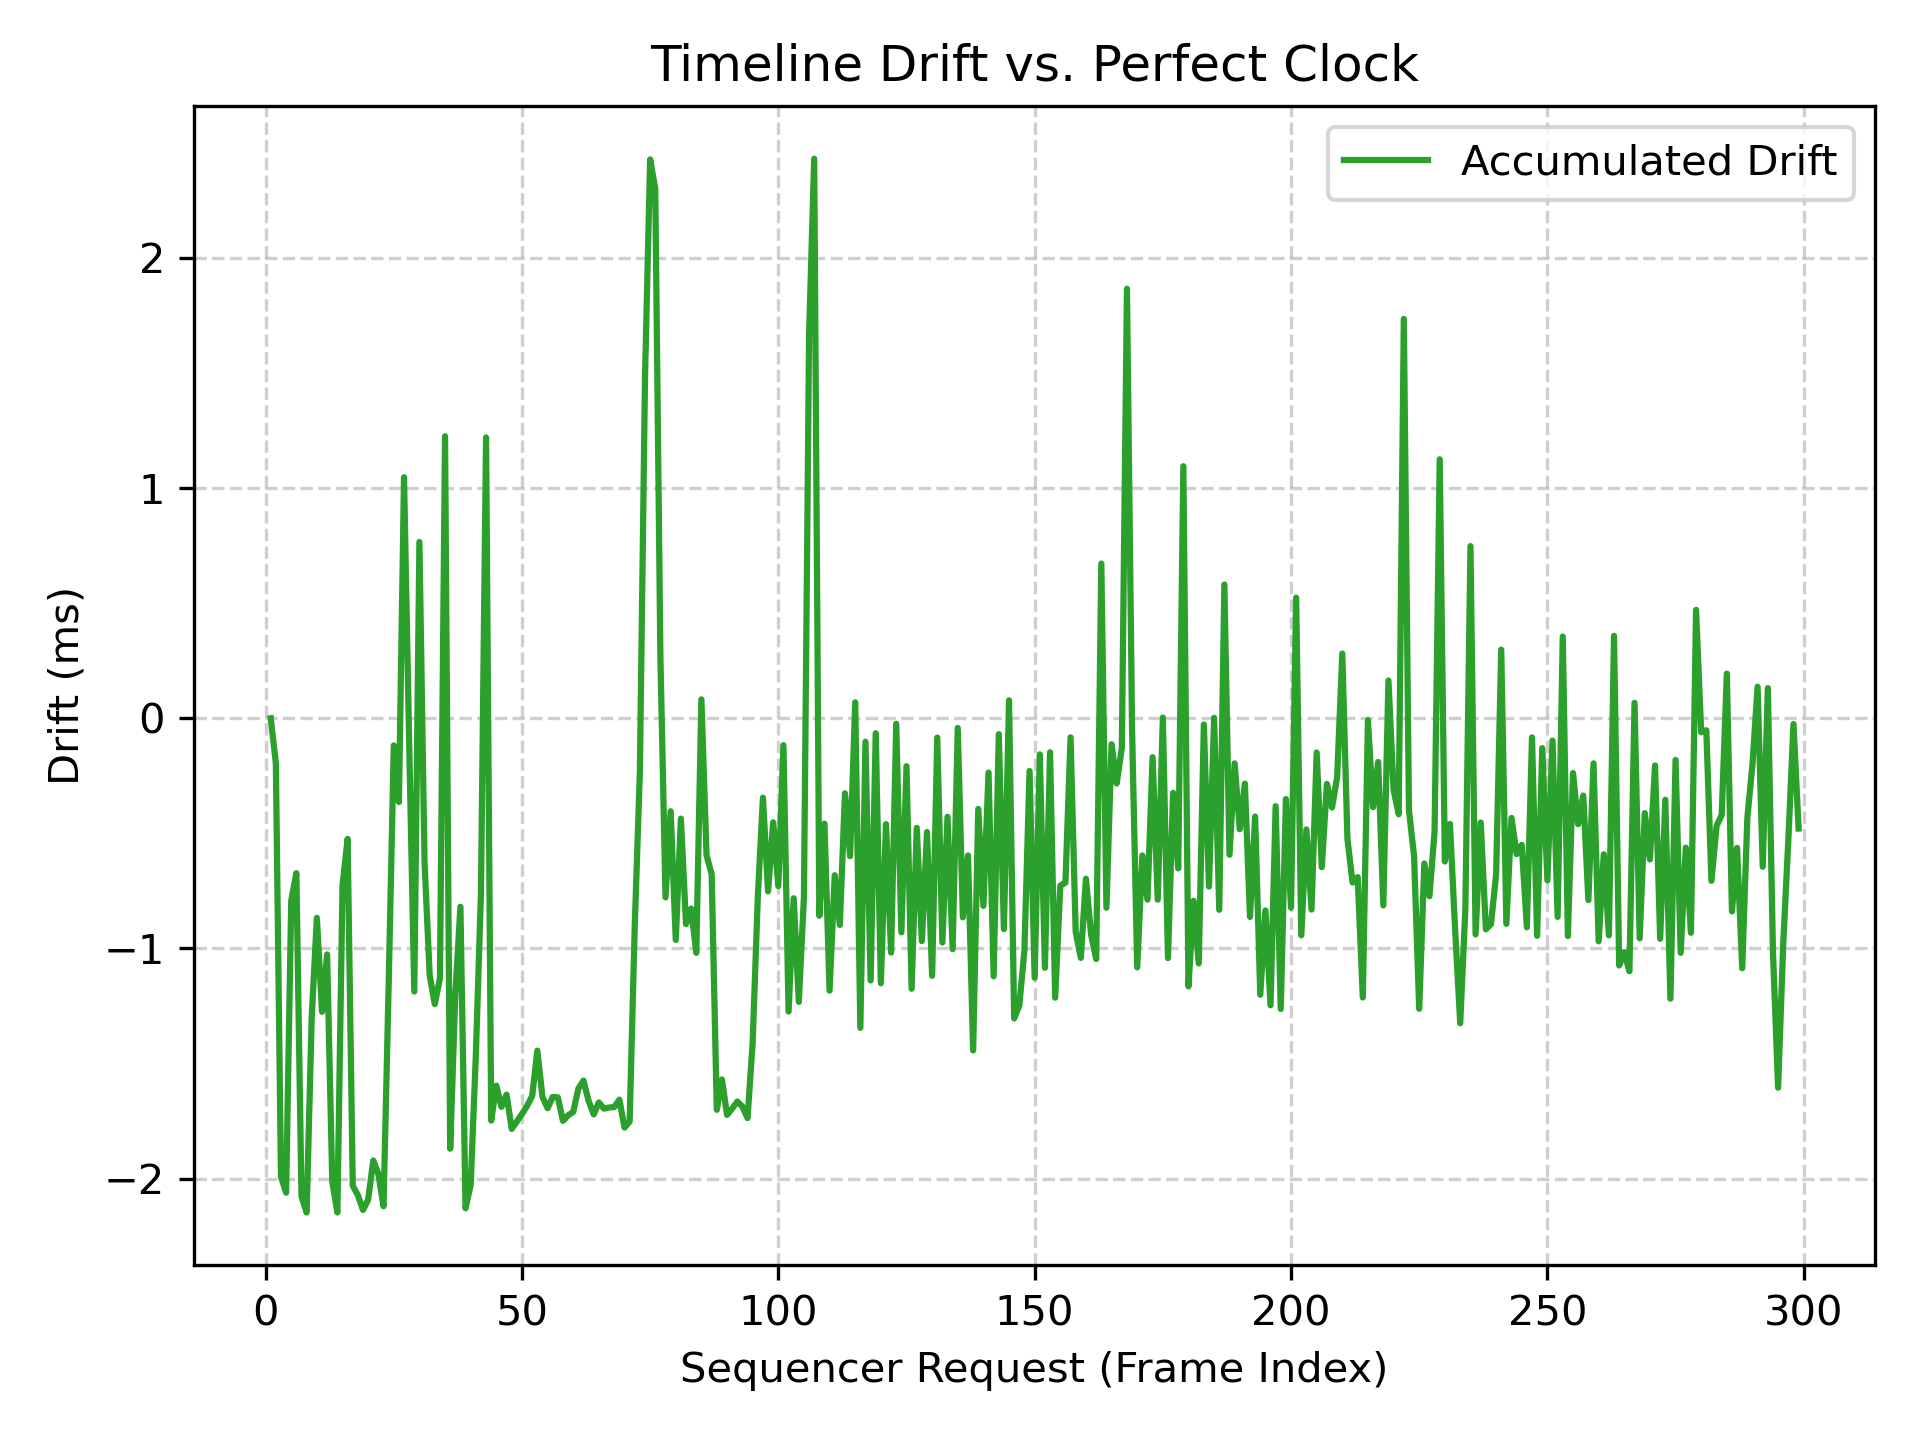 Timeline Drift vs. Perfect Clock
Accumulated Drift
2
1
0
−1
−2
Drift (ms)
0 50 100 150 200 250 300
Sequencer Request (Frame Index)